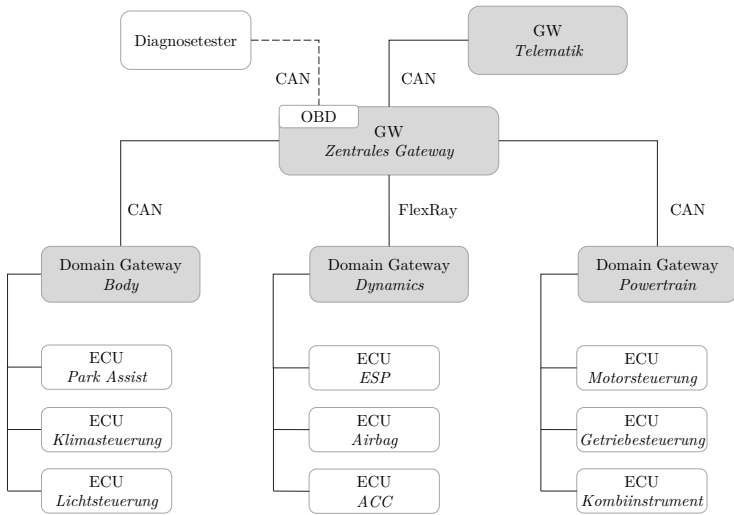 Diagnosetester
GW
Telematik
CAN
CAN
OBD
GW
Zentrales Gateway
CAN
FlexRay
CAN
Domain Gateway
Body
Domain Gateway
Dynamics
Domain Gateway
Powertrain
ECU
Park Assist
ECU
ESP
ECU
Motorsteuerung
ECU
Klimasteuerung
ECU
Airbag
ECU
Getriebesteuerung
ECU
Lichtsteuerung
ECU
ACC
ECU
Kombiinstrument